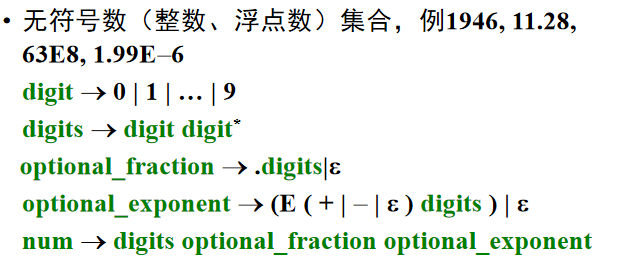 • 无符号数（整数、浮点数）集合，例1946, 11.28,
63E8, 1.99E–6
digit → 0 | 1 | … | 9
digits → digit digit*
optional_fraction → .digits|ε
optional_exponent → (E ( + | – | ε ) digits ) | ε
num → digits optional_fraction optional_exponent